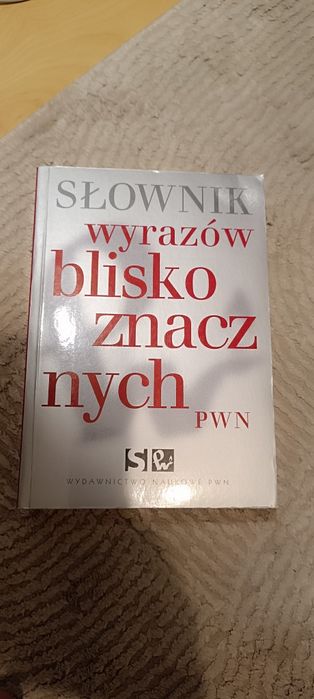 SŁOWNIK
wyrazów
blisko
znacz
nych
PWN
WYDAWNICTWO NAUKOWE PWN